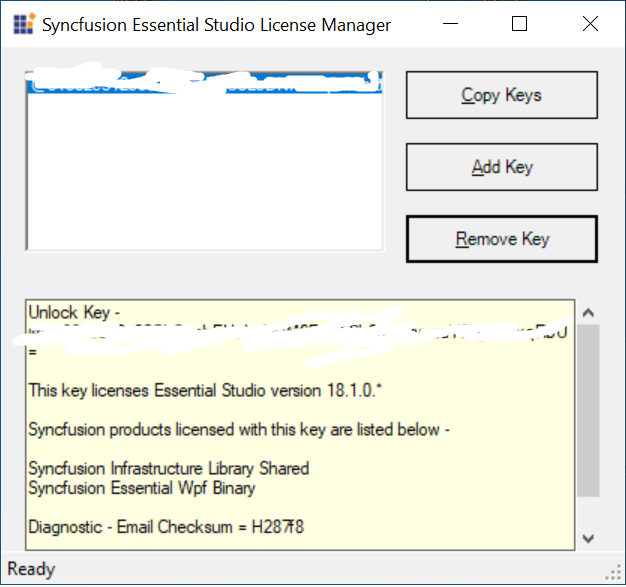 Syncfusion Essential Studio License Manager
Copy Keys
Add Key
Remove Key
Unlock Key -
=
This key licenses Essential Studio version 18.1.0.*
Syncfusion products licensed with this key are listed below -
Syncfusion Infrastructure Library Shared
Syncfusion Essential Wpf Binary
Diagnostic - Email Checksum = H287f8
Ready